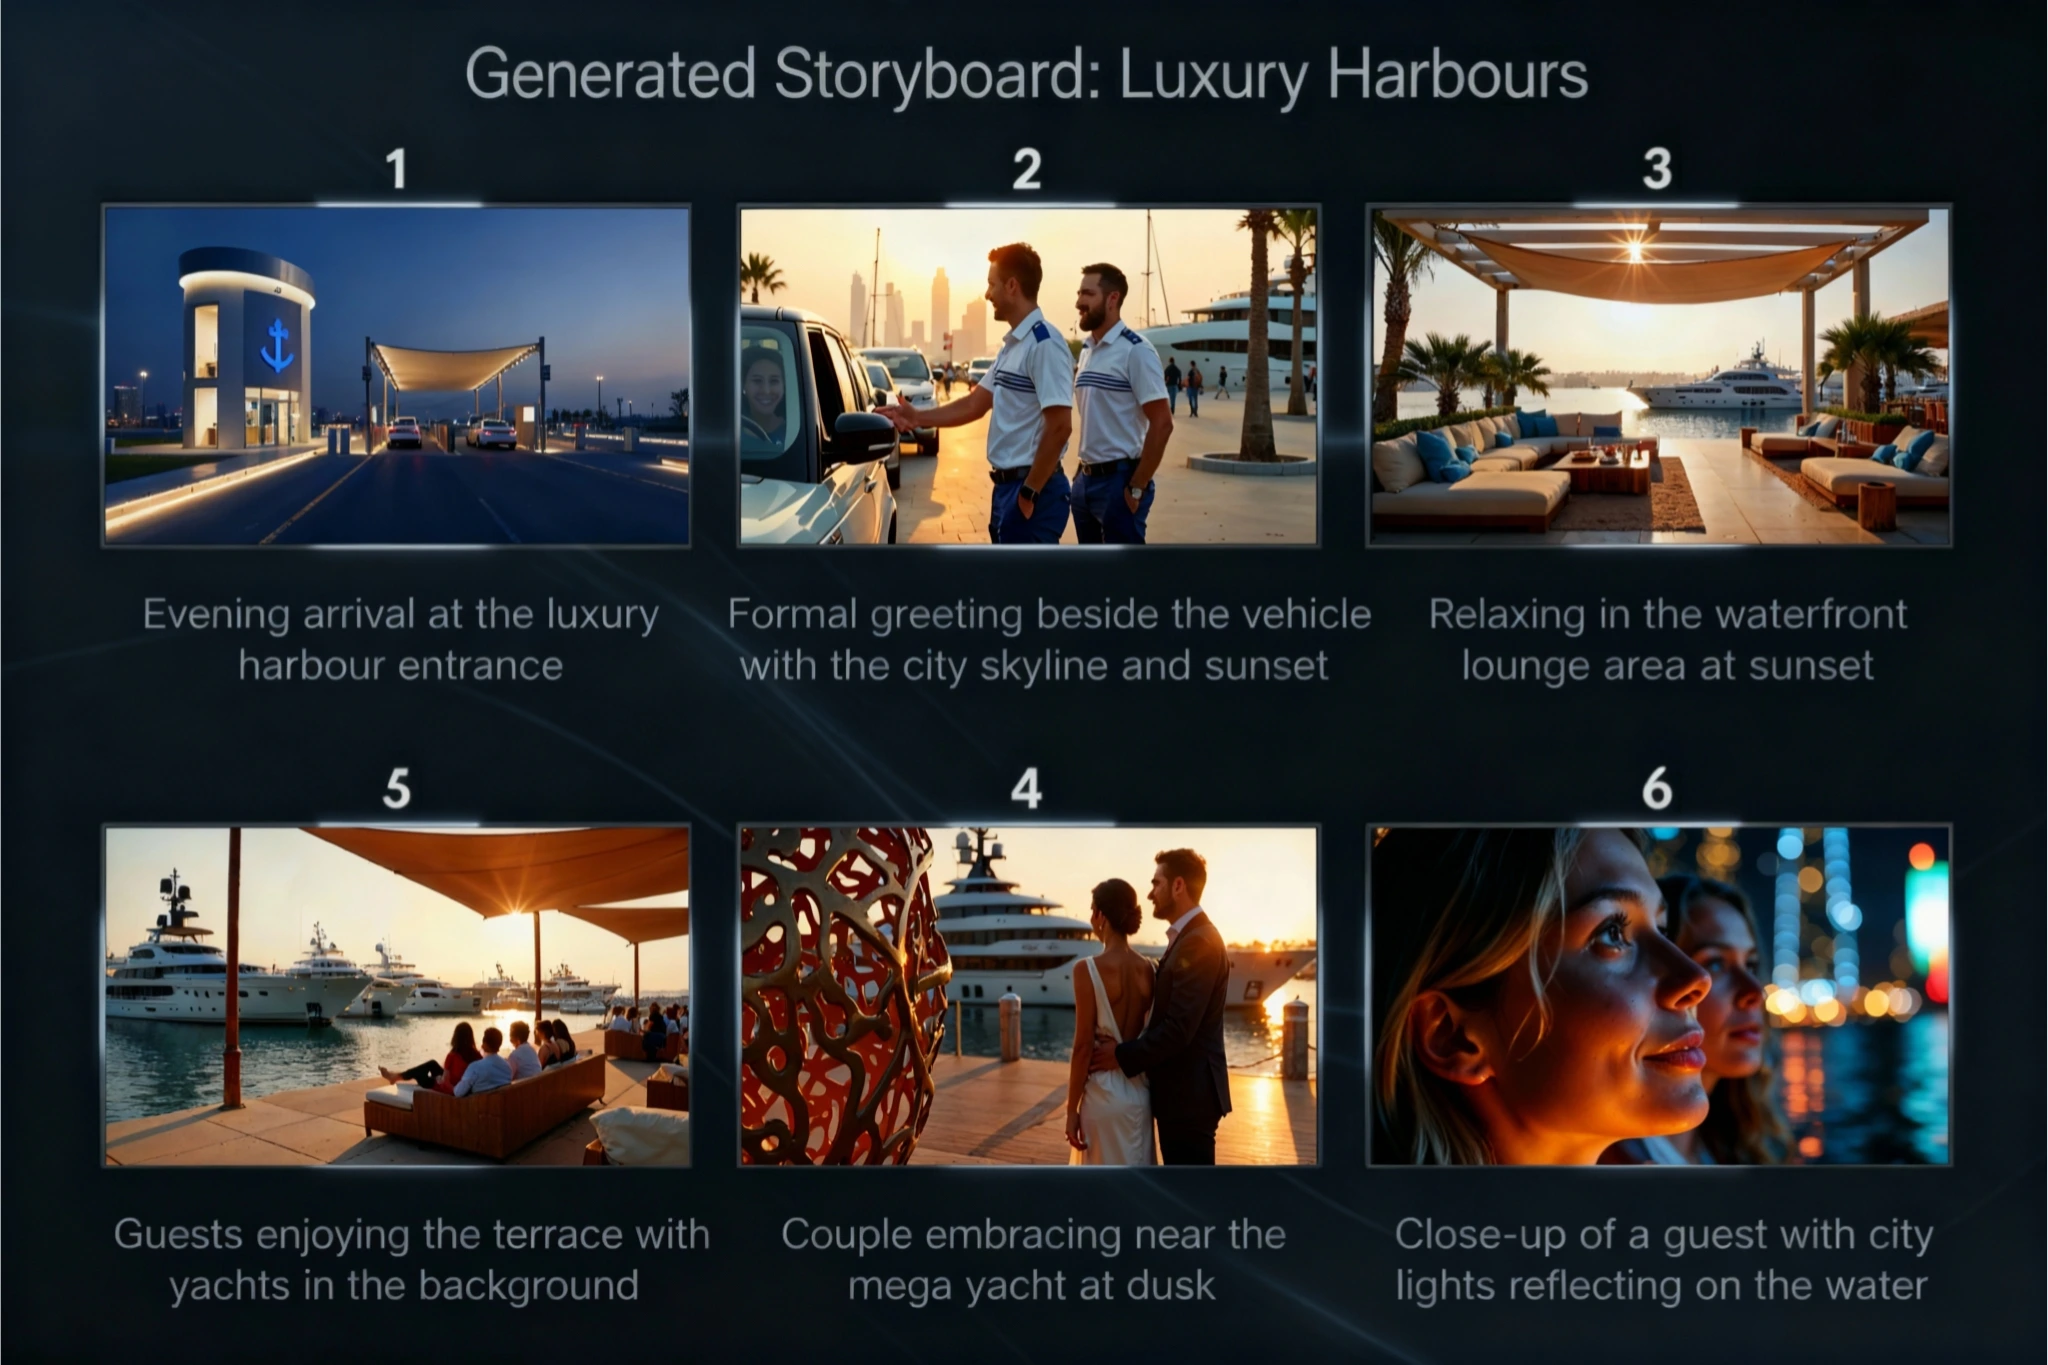 Generated Storyboard: Luxury Harbours
1
2
3
Evening arrival at the luxury
harbour entrance
Formal greeting beside the vehicle
with the city skyline and sunset
Relaxing in the waterfront
lounge area at sunset
5
4
6
Guests enjoying the terrace with
yachts in the background
Couple embracing near the
mega yacht at dusk
Close-up of a guest with city
lights reflecting on the water